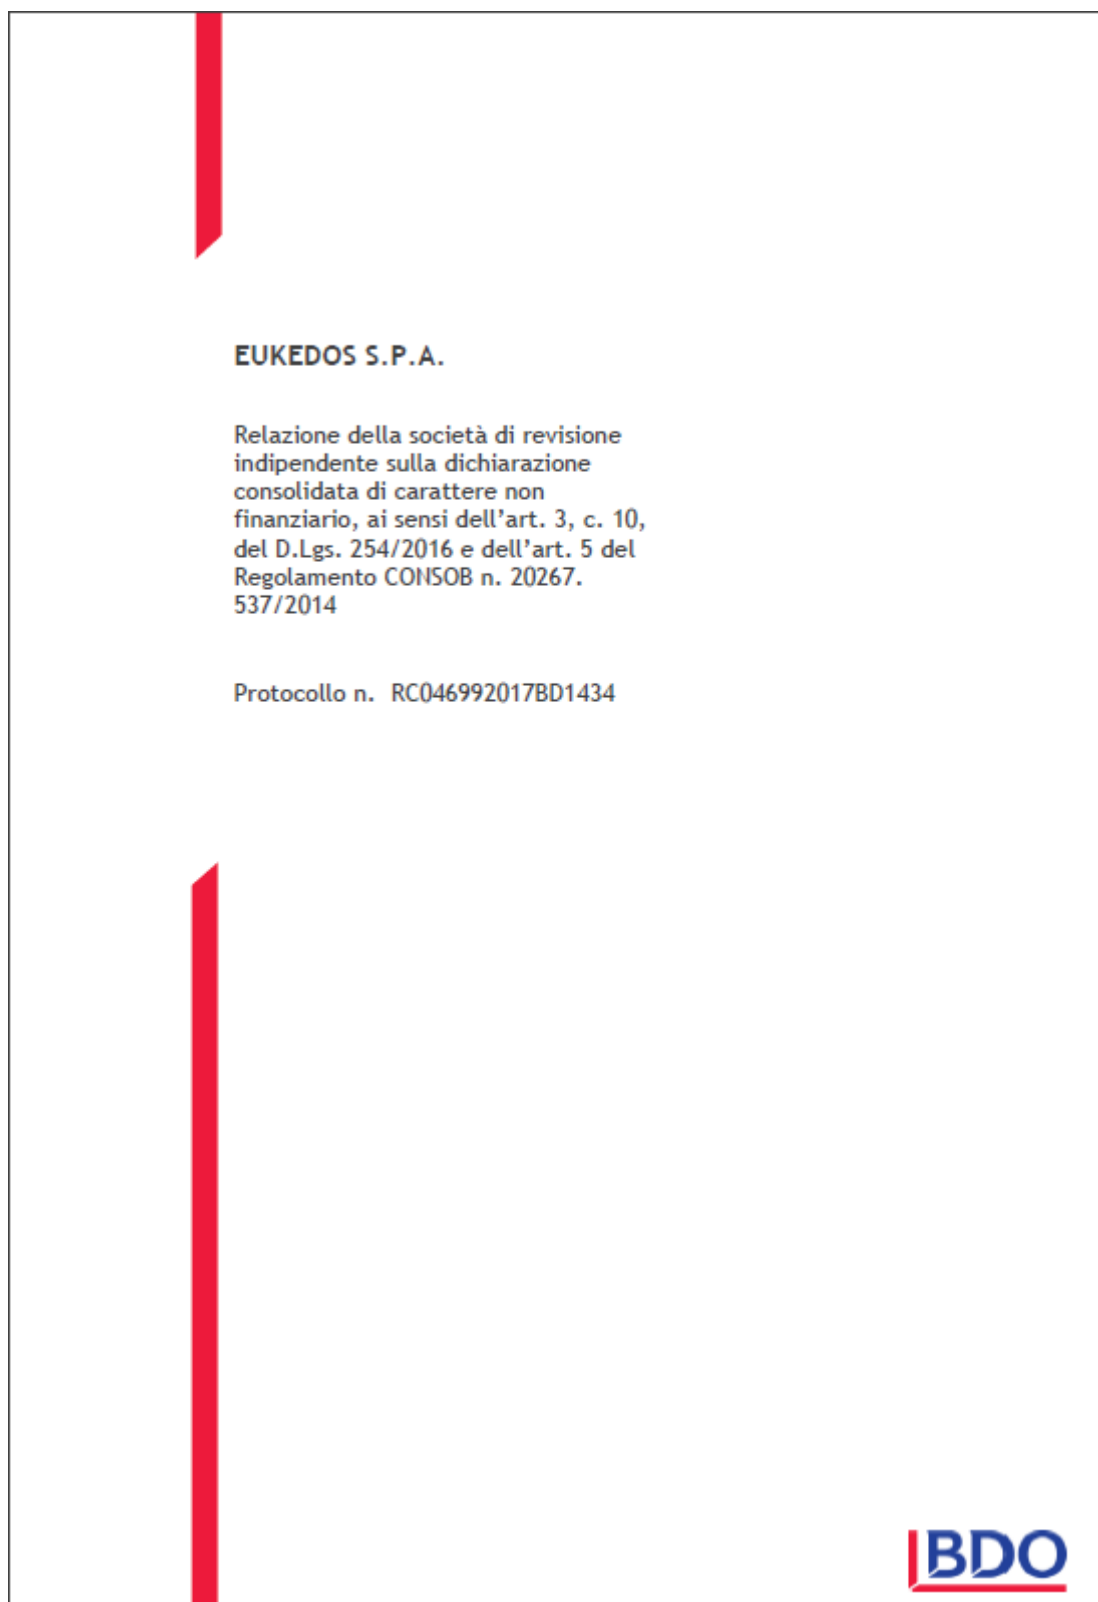 EUKEDOS S.P.A.
Relazione della società di revisione
indipendente sulla dichiarazione
consolidata di carattere non
finanziario, ai sensi dell'art. 3, c. 10,
del D.Lgs. 254/2016 e dell'art. 5 del
Regolamento CONSOB n. 20267.
537/2014
Protocollo n. RC046992017BD1434
BDO